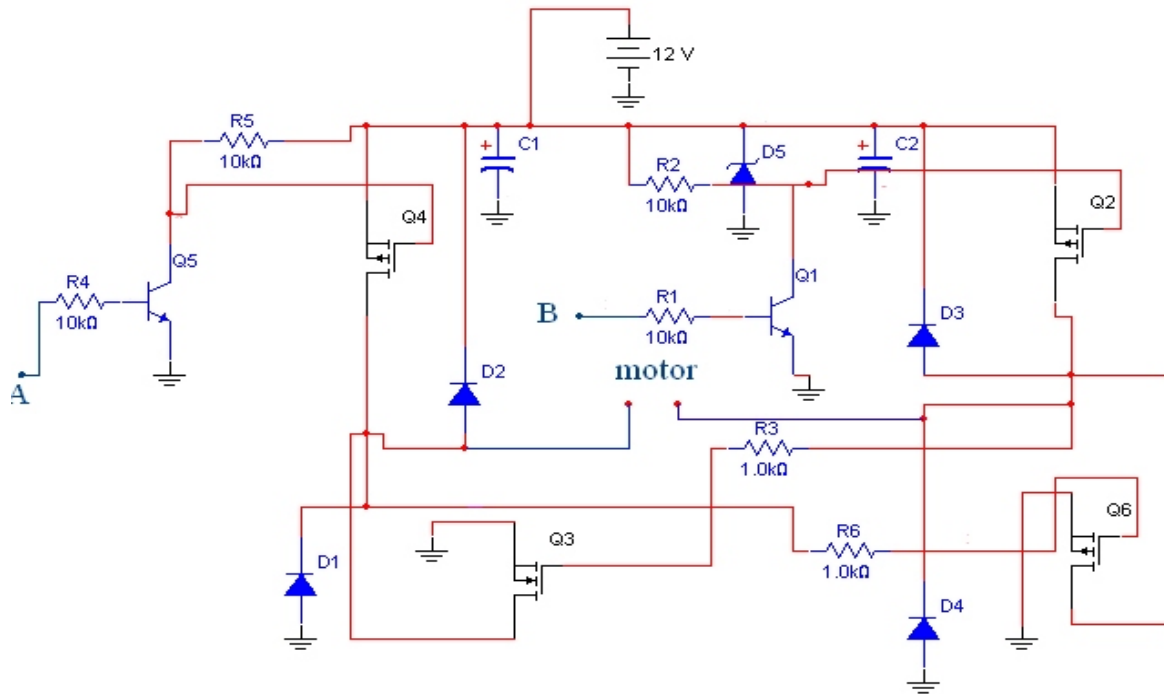 12 V
R5
10kΩ
+
C1
R2
10kΩ
D5
+
C2
Q4
Q2
Q5
R4
10kΩ
A
B
R1
10kΩ
Q1
D3
D2
motor
R3
1.0kΩ
Q3
R6
1.0kΩ
Q6
D1
D4